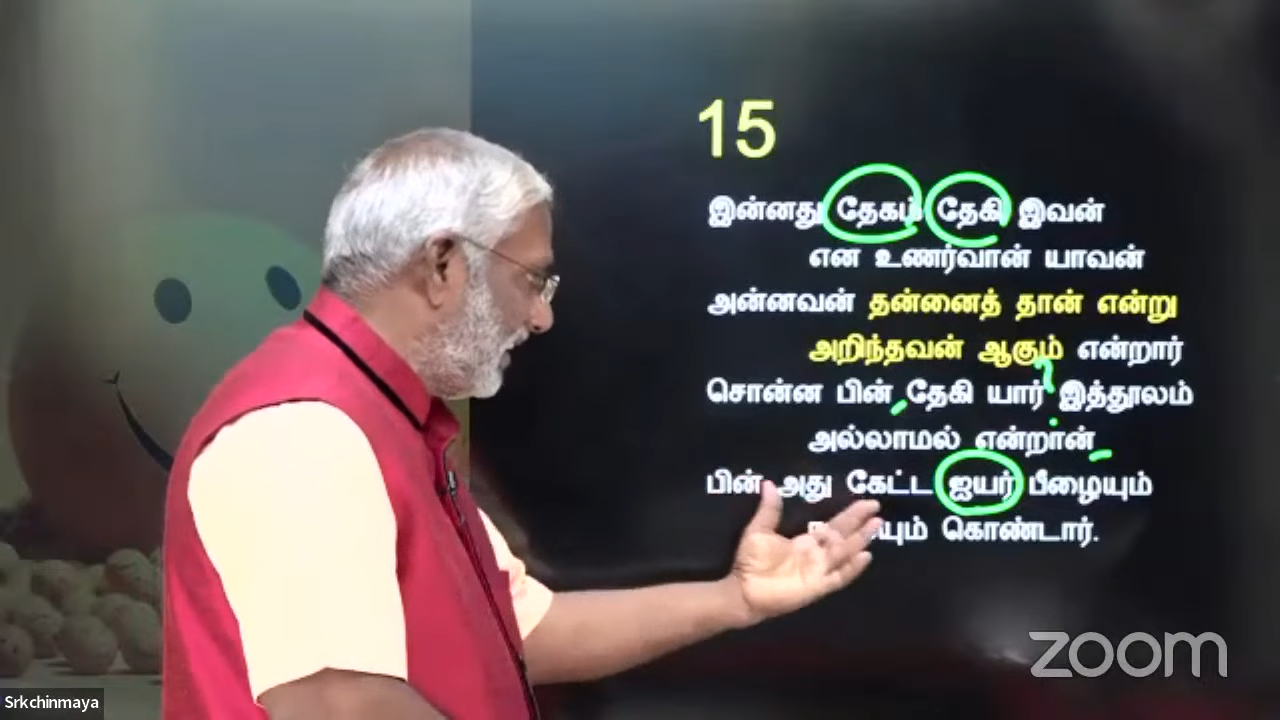 15
இன்னது தேகம் தேகி இவன்
என உணர்வான் யாவன்
அன்னவன் தன்னைத் தான் என்று
அறிந்தவன் ஆகும் என்றார்
சொன்ன பின், தேகி யார்? இத்தூலம்
அல்லாமல் என்றான்
பின் அது கேட்ட ஐயர் பீழையும்
கொண்டார்.
zoom
Srkchinmaya